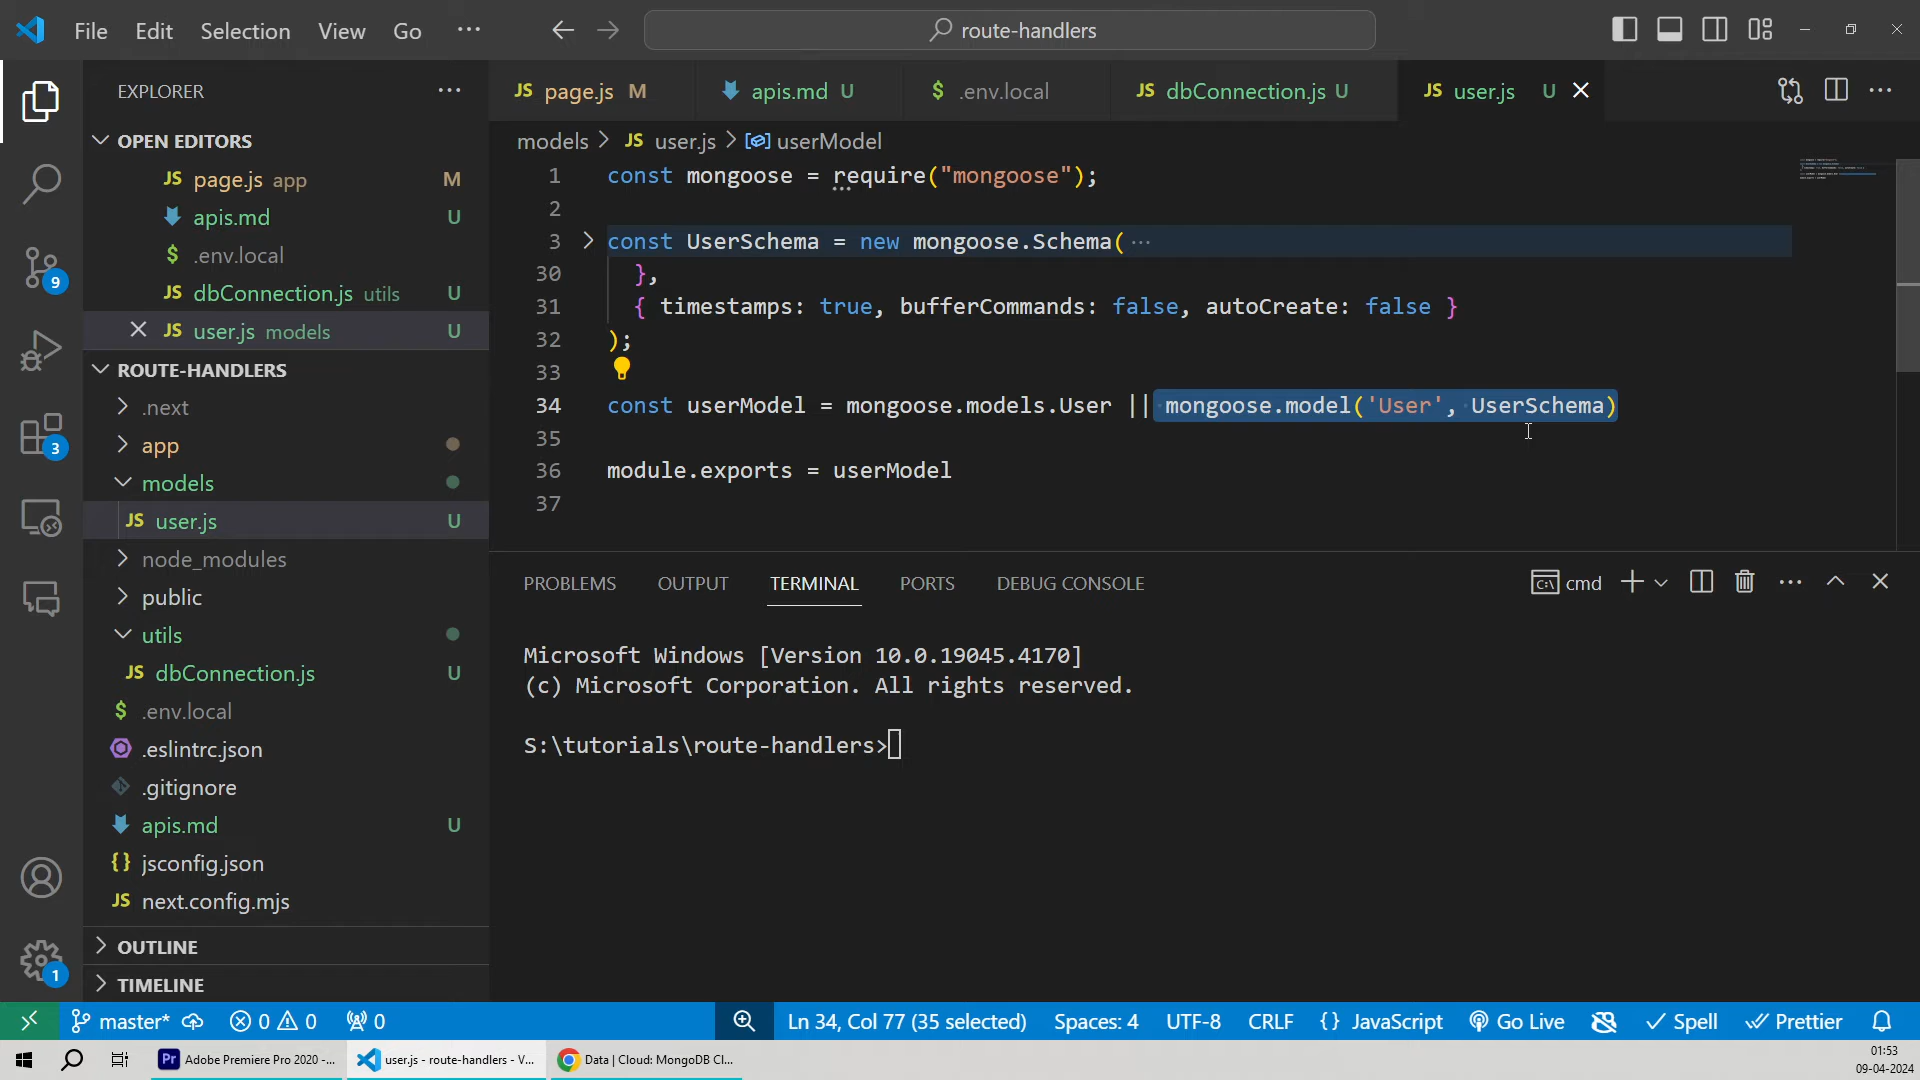 File Edit Selection View Go ...
route-handlers
EXPLORER
OPEN EDITORS
JS page.js app M
apis.md U
$ .env.local
JS dbConnection.js utils U
JS user.js models U
ROUTE-HANDLERS
.next
app
models
JS user.js U
node_modules
public
utils
JS dbConnection.js U
$ .env.local
.eslintrc.json
.gitignore
apis.md U
{} jsconfig.json
JS next.config.mjs
OUTLINE
TIMELINE
9
3
1
JS page.js M
apis.md U
$ .env.local
JS dbConnection.js U
JS user.js U
models > JS user.js > userModel
1 const mongoose = require("mongoose");
2
3 const UserSchema = new mongoose.Schema( ...
30 },
31 { timestamps: true, bufferCommands: false, autoCreate: false }
32 );
33
34 const userModel = mongoose.models.User || mongoose.model('User', UserSchema)
35
36 module.exports = userModel
37
PROBLEMS OUTPUT TERMINAL PORTS DEBUG CONSOLE
cmd
Microsoft Windows [Version 10.0.19045.4170]
(c) Microsoft Corporation. All rights reserved.
S:\tutorials\route-handlers>
master* 0 0 0 Ln 34, Col 77 (35 selected) Spaces: 4 UTF-8 CRLF {} JavaScript Go Live Spell Prettier
Pr Adobe Premiere Pro 2020 -...
user.js - route-handlers - V...
Data | Cloud: MongoDB Cl...
01:53
09-04-2024